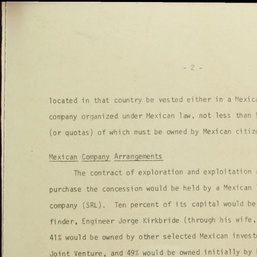 - 2 -
located in that country be vested either in a Mexica
company organized under Mexican law, not less than
(or quotas) of which must be owned by Mexican citiz
Mexican Company Arrangements
The contract of exploration and exploitation
purchase the concession would be held by a Mexican
company (SRL). Ten percent of its capital would be
finder, Engineer Jorge Kirkbride (through his wife,
41% would be owned by other selected Mexican invest
Joint Venture, and 49% would be owned initially by